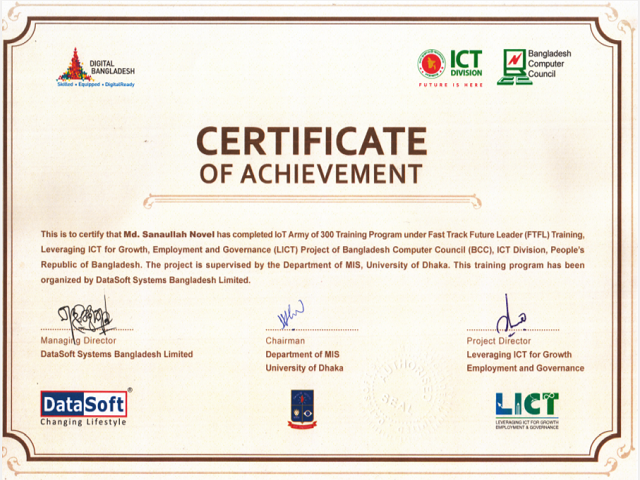 DIGITAL
BANGLADESH
Skilled • Equipped • DigitalReady
ICT
DIVISION
FUTURE IS HERE
Bangladesh
Computer
Council
CERTIFICATE
OF ACHIEVEMENT
This is to certify that Md. Sanaullah Novel has completed IoT Army of 300 Training Program under Fast Track Future Leader (FTFL) Training,
Leveraging ICT for Growth, Employment and Governance (LICT) Project of Bangladesh Computer Council (BCC), ICT Division, People's
Republic of Bangladesh. The project is supervised by the Department of MIS, University of Dhaka. This training program has been
organized by DataSoft Systems Bangladesh Limited.
Managing Director
DataSoft Systems Bangladesh Limited
Chairman
Department of MIS
University of Dhaka
Project Director
Leveraging ICT for Growth
Employment and Governance
AUTHORISED
SEAL
DataSoft®
Changing Lifestyle
LICT
LEVERAGING ICT FOR GROWTH
EMPLOYMENT & GOVERNANCE